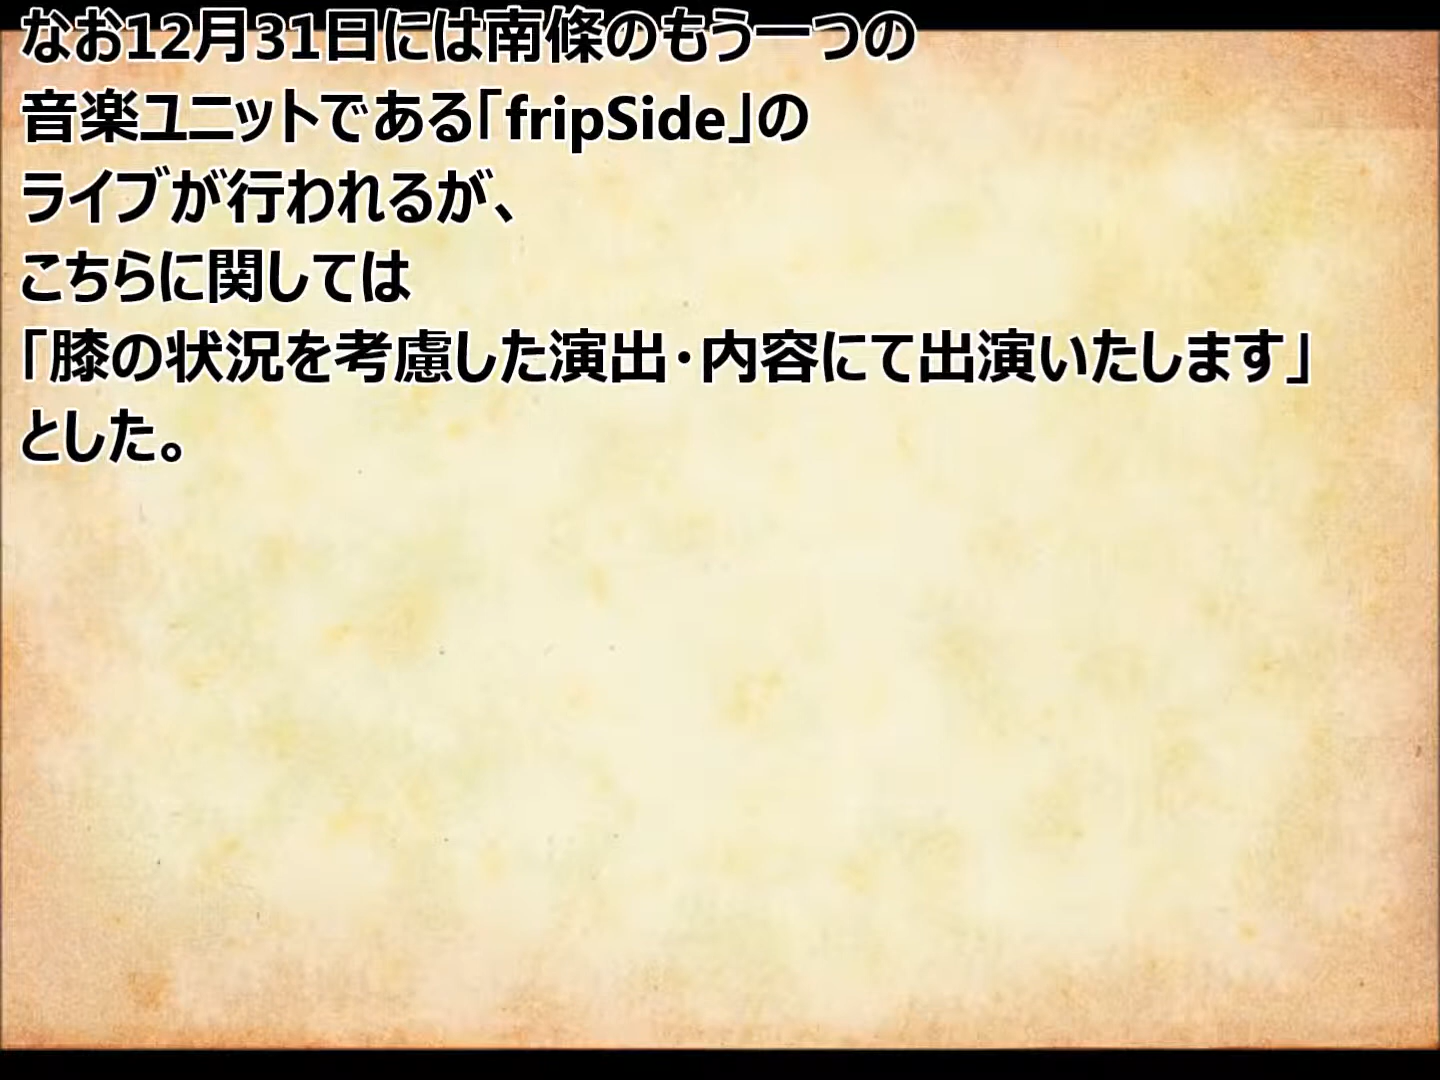 なお12月31日には南條のもう一つの
音楽ユニットである「fripSide」の
ライブが行われるが、
こちらに関しては
「膝の状況を考慮した演出・内容にて出演いたします」
とした。